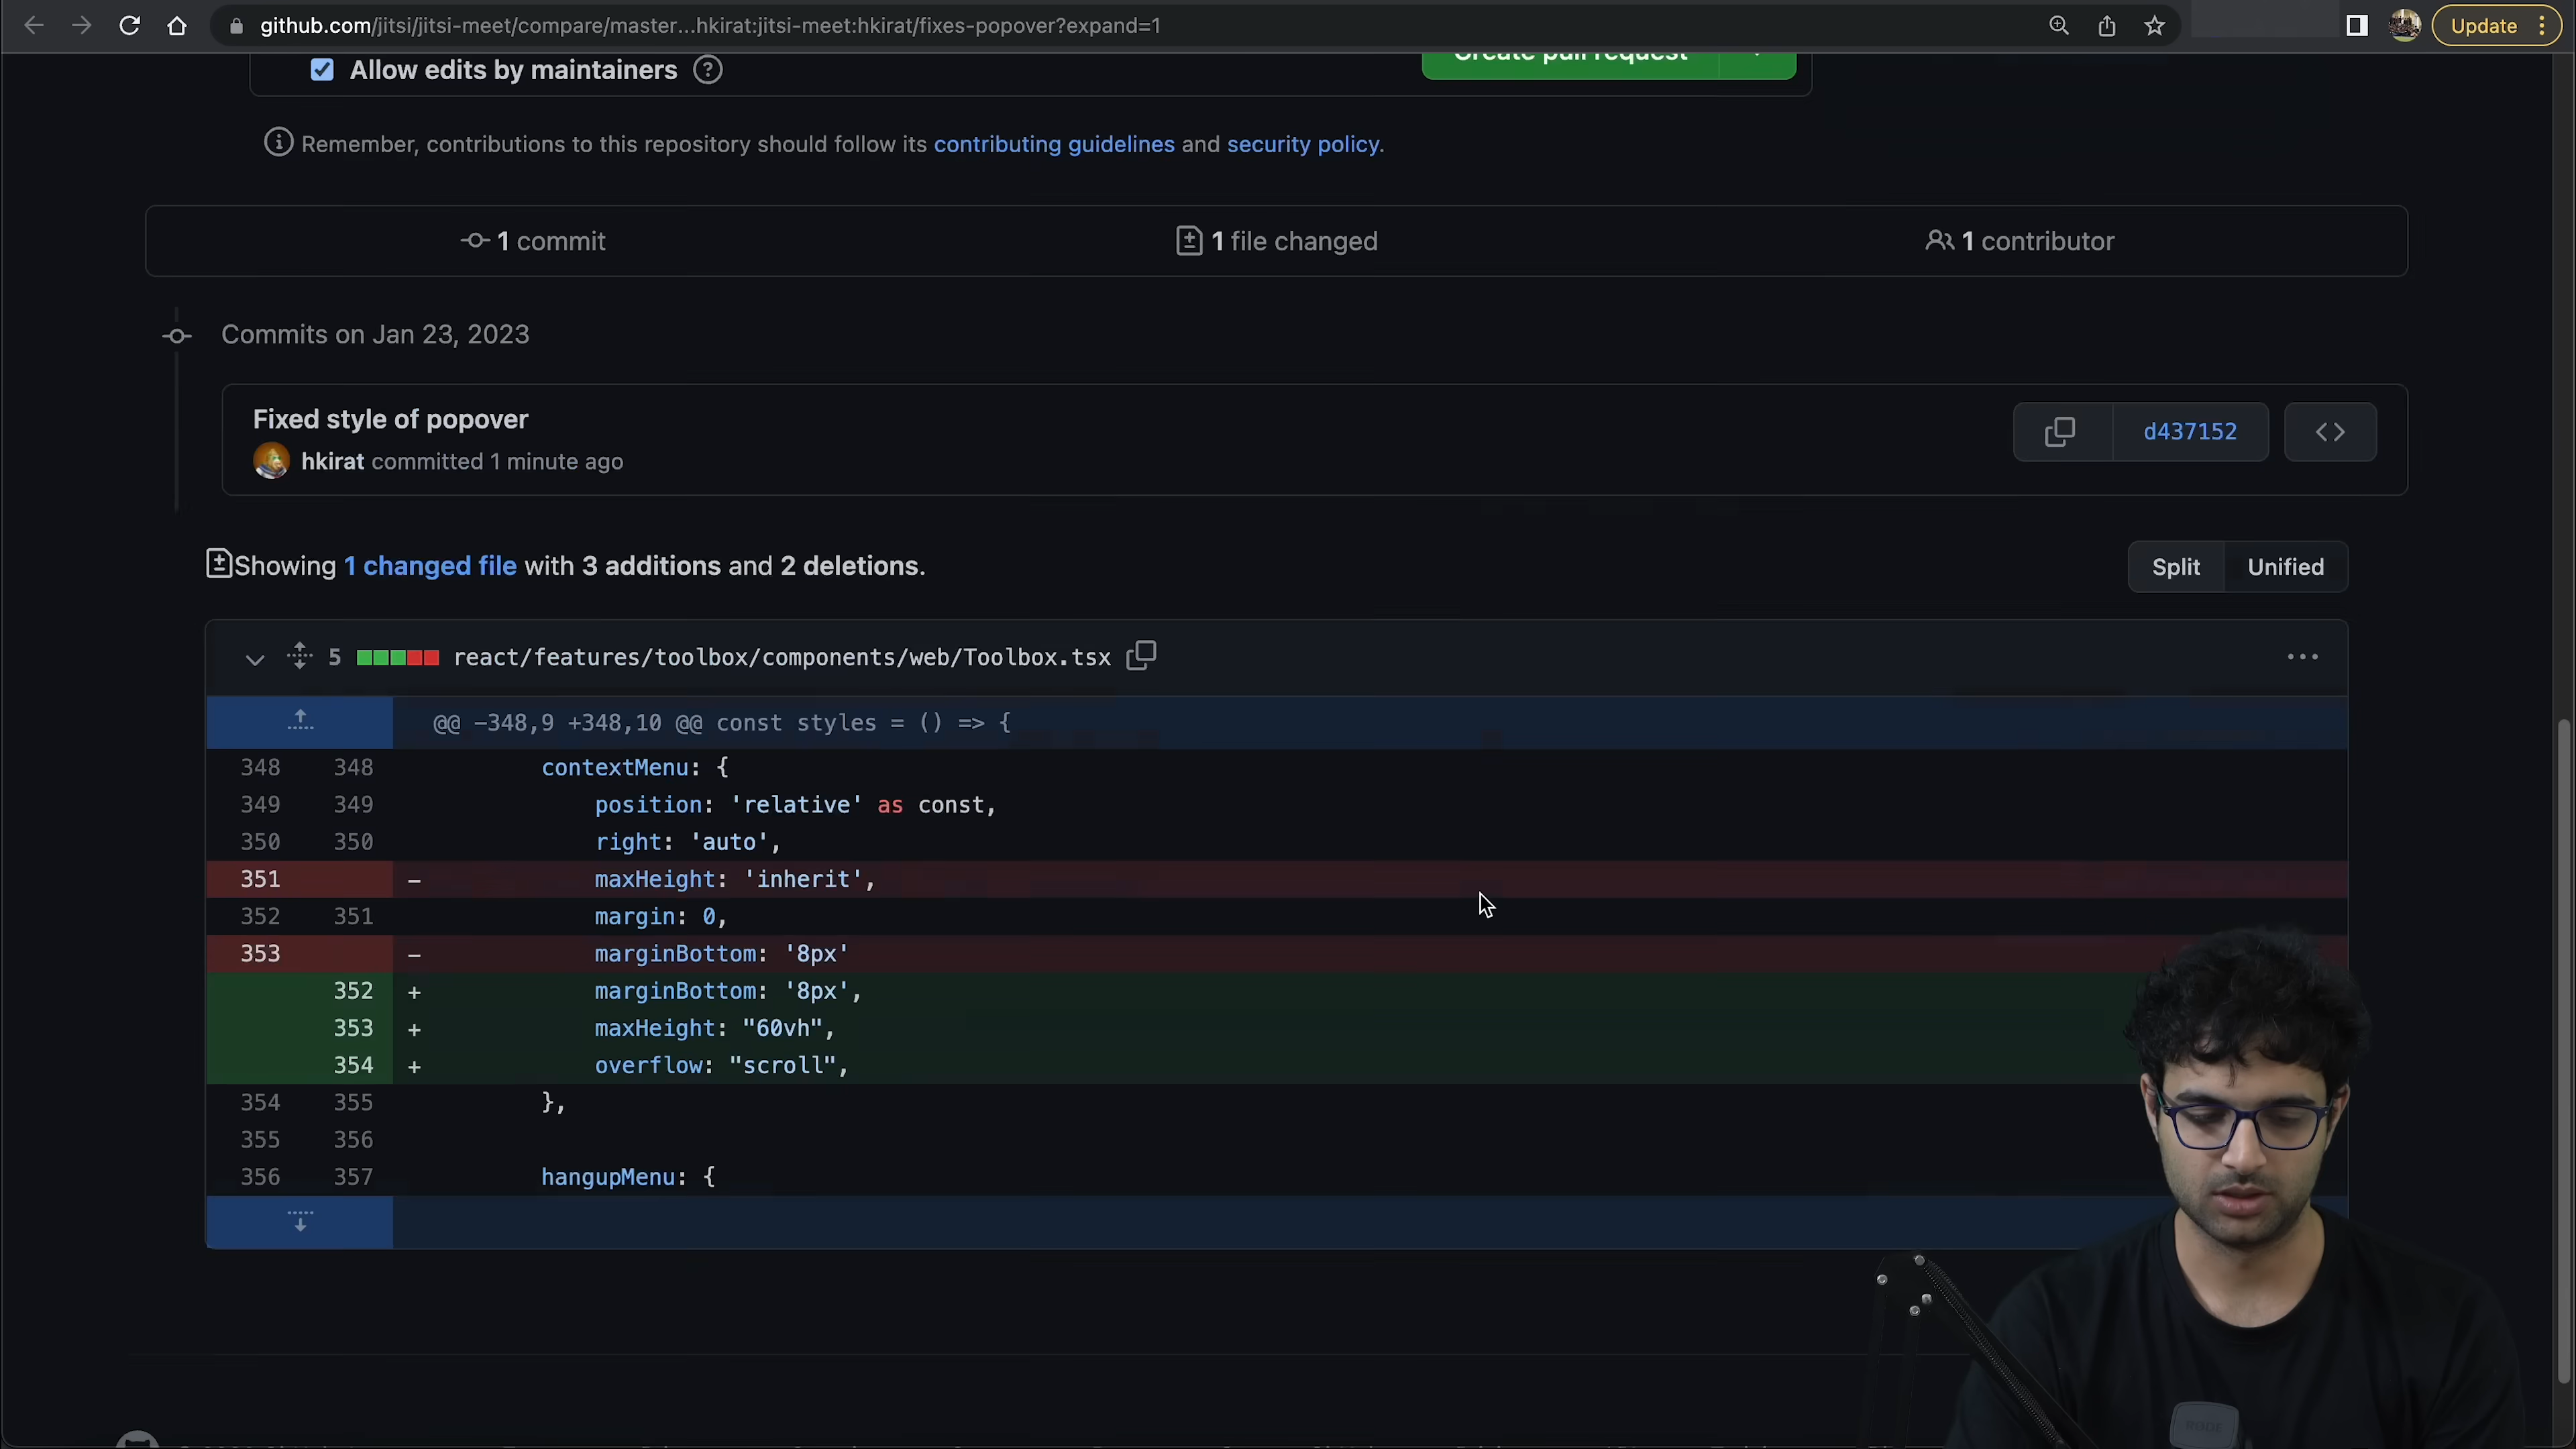 github.com/jitsi/jitsi-meet/compare/master...hkirat:jitsi-meet:hkirat/fixes-popover?expand=1
Update
Allow edits by maintainers
Create pull request
Remember, contributions to this repository should follow its contributing guidelines and security policy.
1 commit
1 file changed
1 contributor
Commits on Jan 23, 2023
Fixed style of popover
d437152
hkirat committed 1 minute ago
Showing 1 changed file with 3 additions and 2 deletions.
Split Unified
5 react/features/toolbox/components/web/Toolbox.tsx
@@ -348,9 +348,10 @@ const styles = () => {
348 348 contextMenu: {
349 349 position: 'relative' as const,
350 350 right: 'auto',
351 - maxHeight: 'inherit',
352 351 margin: 0,
353 - marginBottom: '8px'
352 + marginBottom: '8px',
353 + maxHeight: "60vh",
354 + overflow: "scroll",
354 355 },
355 356
356 357 hangupMenu: {
RODE